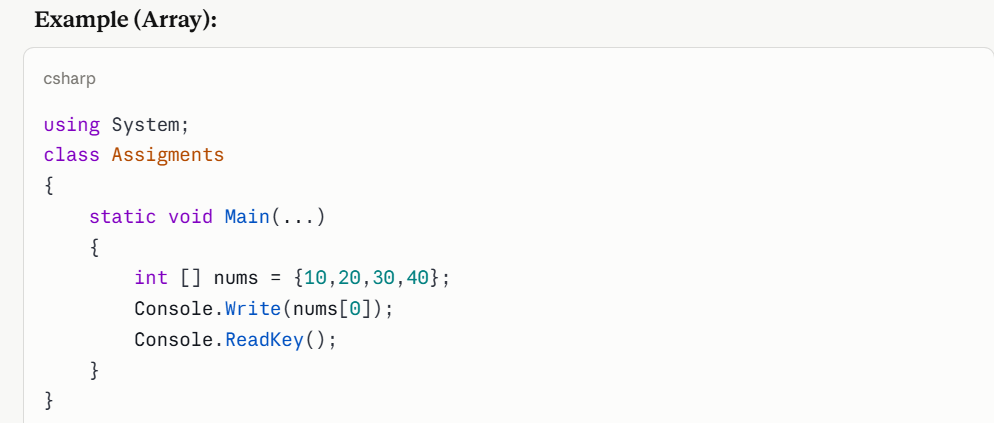 Example (Array):
csharp
using System;
class Assigments
{
    static void Main(...)
    {
        int [] nums = {10,20,30,40};
        Console.Write(nums[0]);
        Console.ReadKey();
    }
}